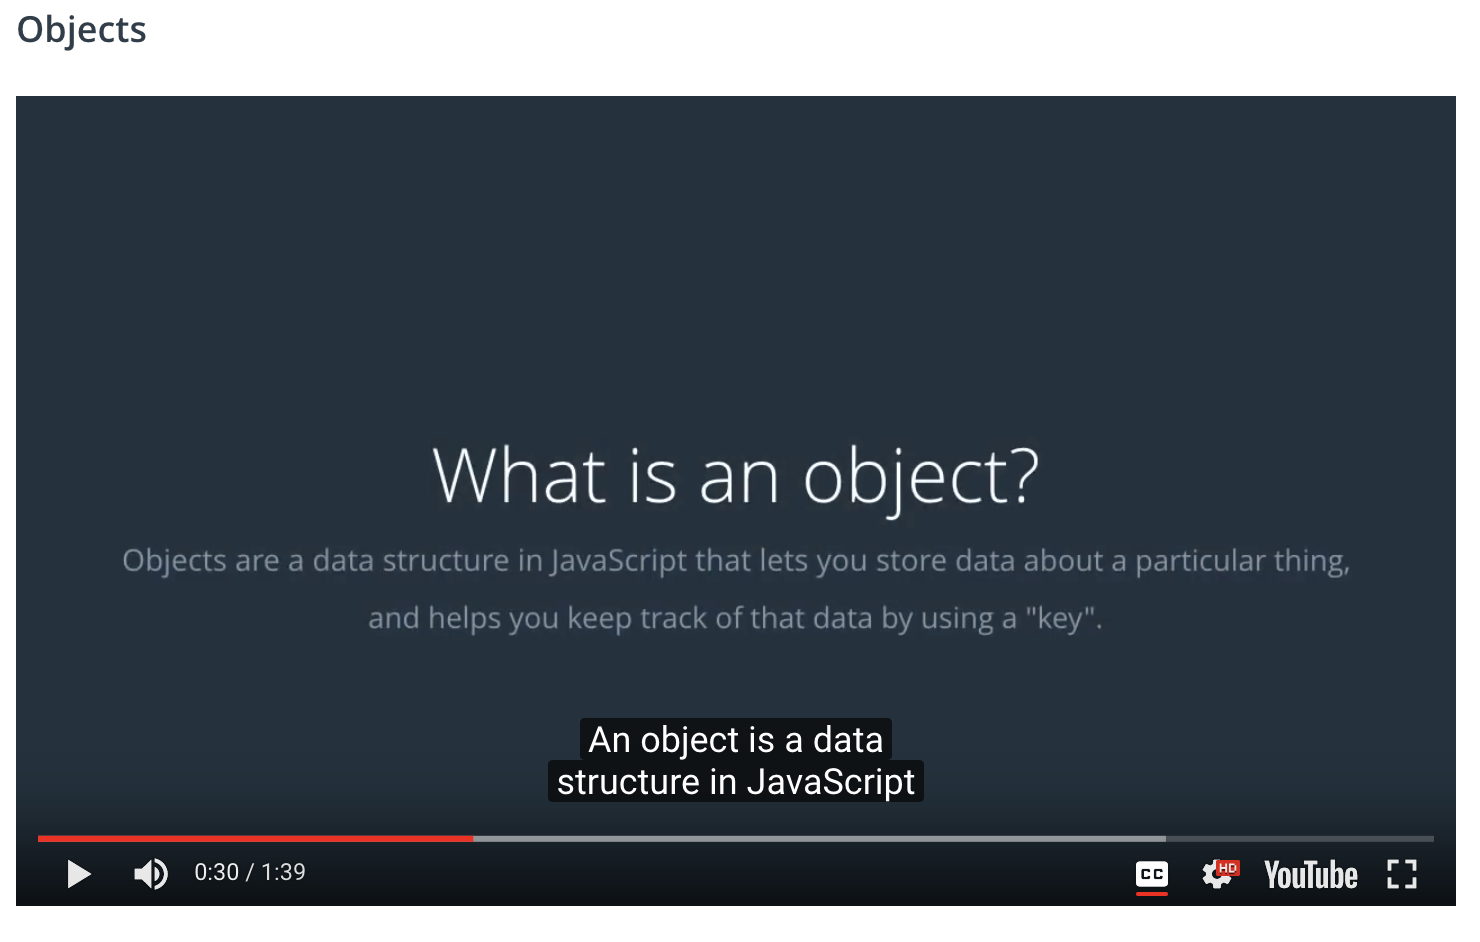 Objects
What is an object?
Objects are a data structure in JavaScript that lets you store data about a particular thing,
and helps you keep track of that data by using a "key".
An object is a data
structure in JavaScript
0:30 / 1:39
CC
HD
YouTube